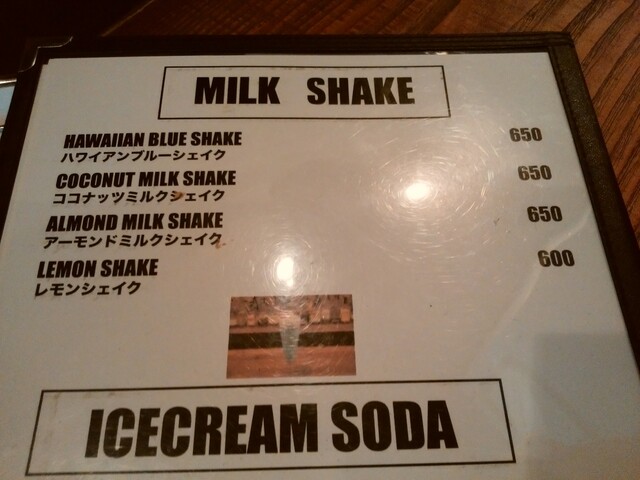 MILK SHAKE
HAWAIIAN BLUE SHAKE 650
ハワイアンブルーシェイク
COCONUT MILK SHAKE 550
ココナッツミルクシェイク
ALMOND MILK SHAKE 650
アーモンドミルクシェイク
LEMON SHAKE 600
レモンシェイク
ICECREAM SODA